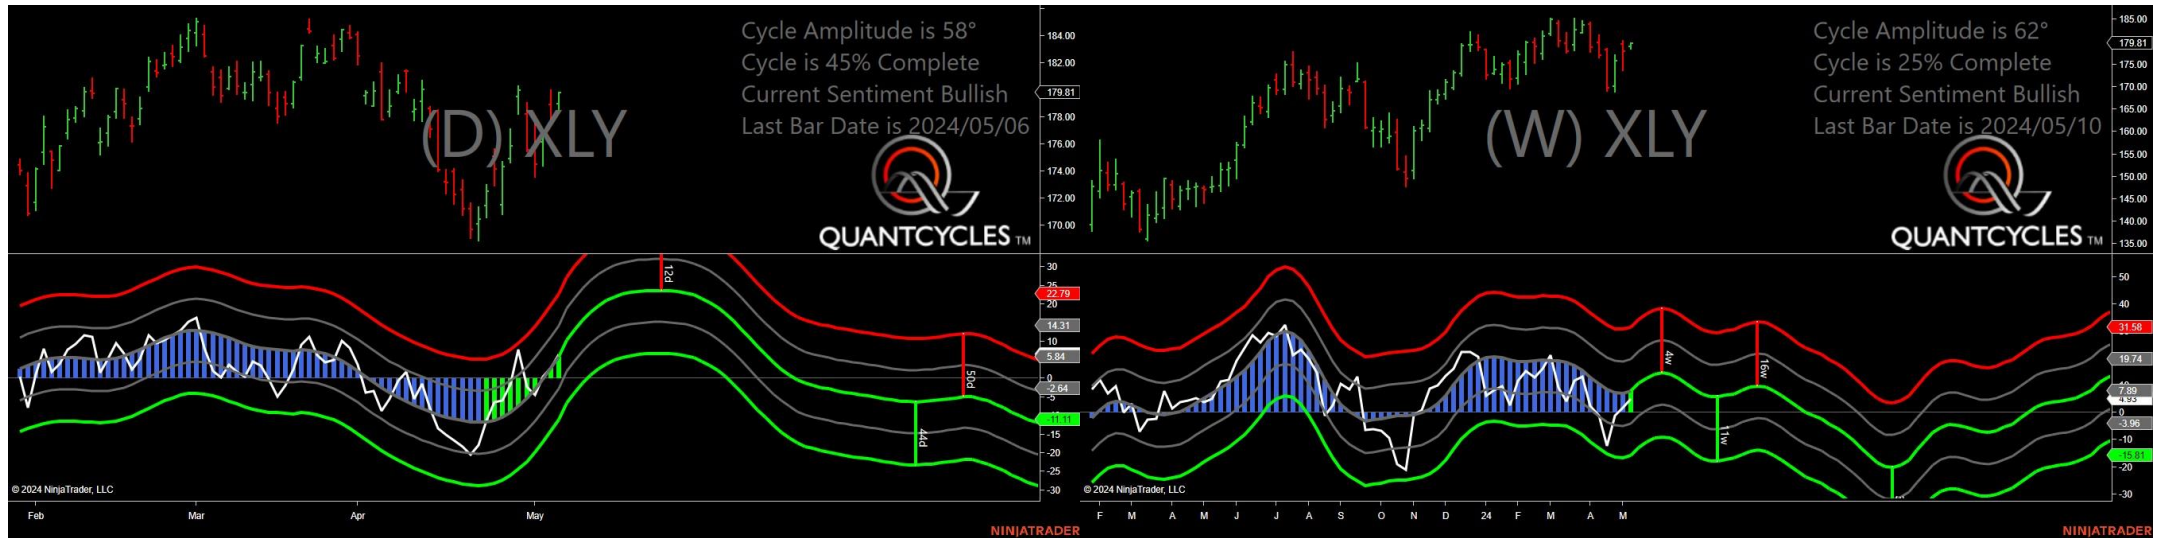 Cycle Amplitude is 58°
Cycle is 45% Complete
Current Sentiment Bullish
Last Bar Date is 2024/05/06
(D) XLY
QUANTCYCLES TM
184.00
182.00
179.81
178.00
176.00
174.00
172.00
170.00
12d
50d
44d
30
22.79
20
14.31
10
5.84
0
-2.64
-5
-11.11
-15
-20
-25
-30
© 2024 NinjaTrader, LLC
Feb Mar Apr May
NINJATRADER
Cycle Amplitude is 62°
Cycle is 25% Complete
Current Sentiment Bullish
Last Bar Date is 2024/05/10
(W) XLY
QUANTCYCLES TM
185.00
179.81
175.00
170.00
165.00
160.00
155.00
150.00
145.00
140.00
135.00
4w
16w
11w
50
40
31.58
19.74
7.89
4.93
0
-3.96
-10
-15.81
-20
-30
© 2024 NinjaTrader, LLC
F M A M J J A S O N D 24 F M A M
NINJATRADER